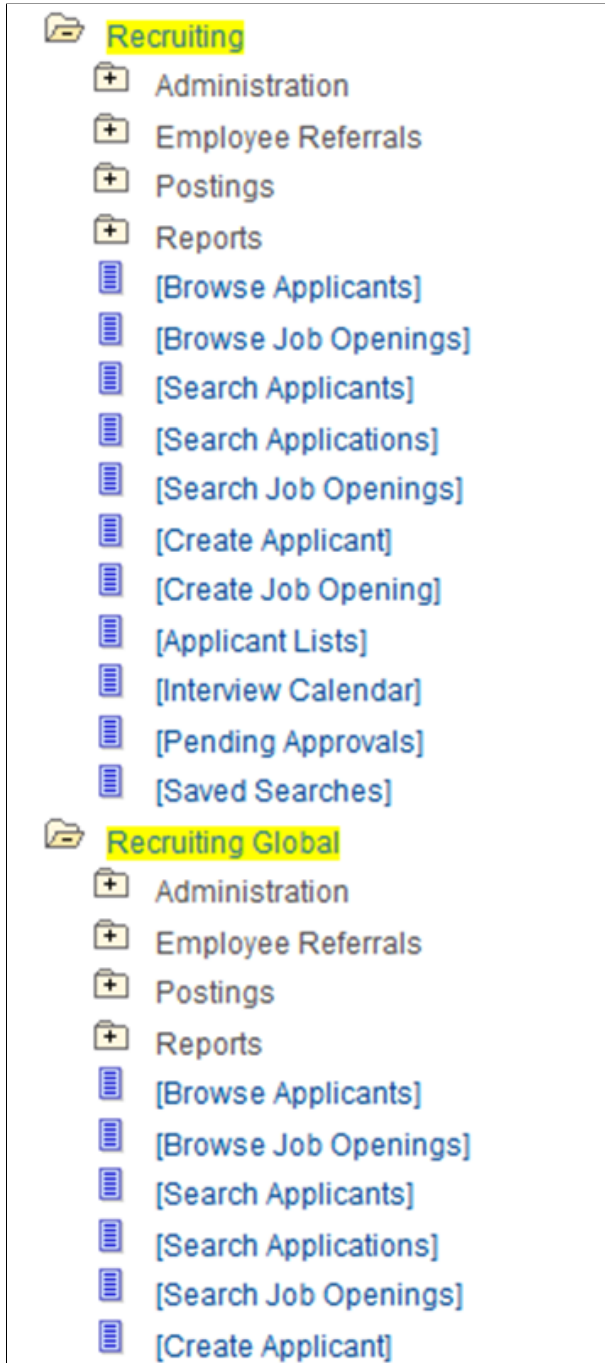 Recruiting
Administration
Employee Referrals
Postings
Reports
[Browse Applicants]
[Browse Job Openings]
[Search Applicants]
[Search Applications]
[Search Job Openings]
[Create Applicant]
[Create Job Opening]
[Applicant Lists]
[Interview Calendar]
[Pending Approvals]
[Saved Searches]
Recruiting Global
Administration
Employee Referrals
Postings
Reports
[Browse Applicants]
[Browse Job Openings]
[Search Applicants]
[Search Applications]
[Search Job Openings]
[Create Applicant]